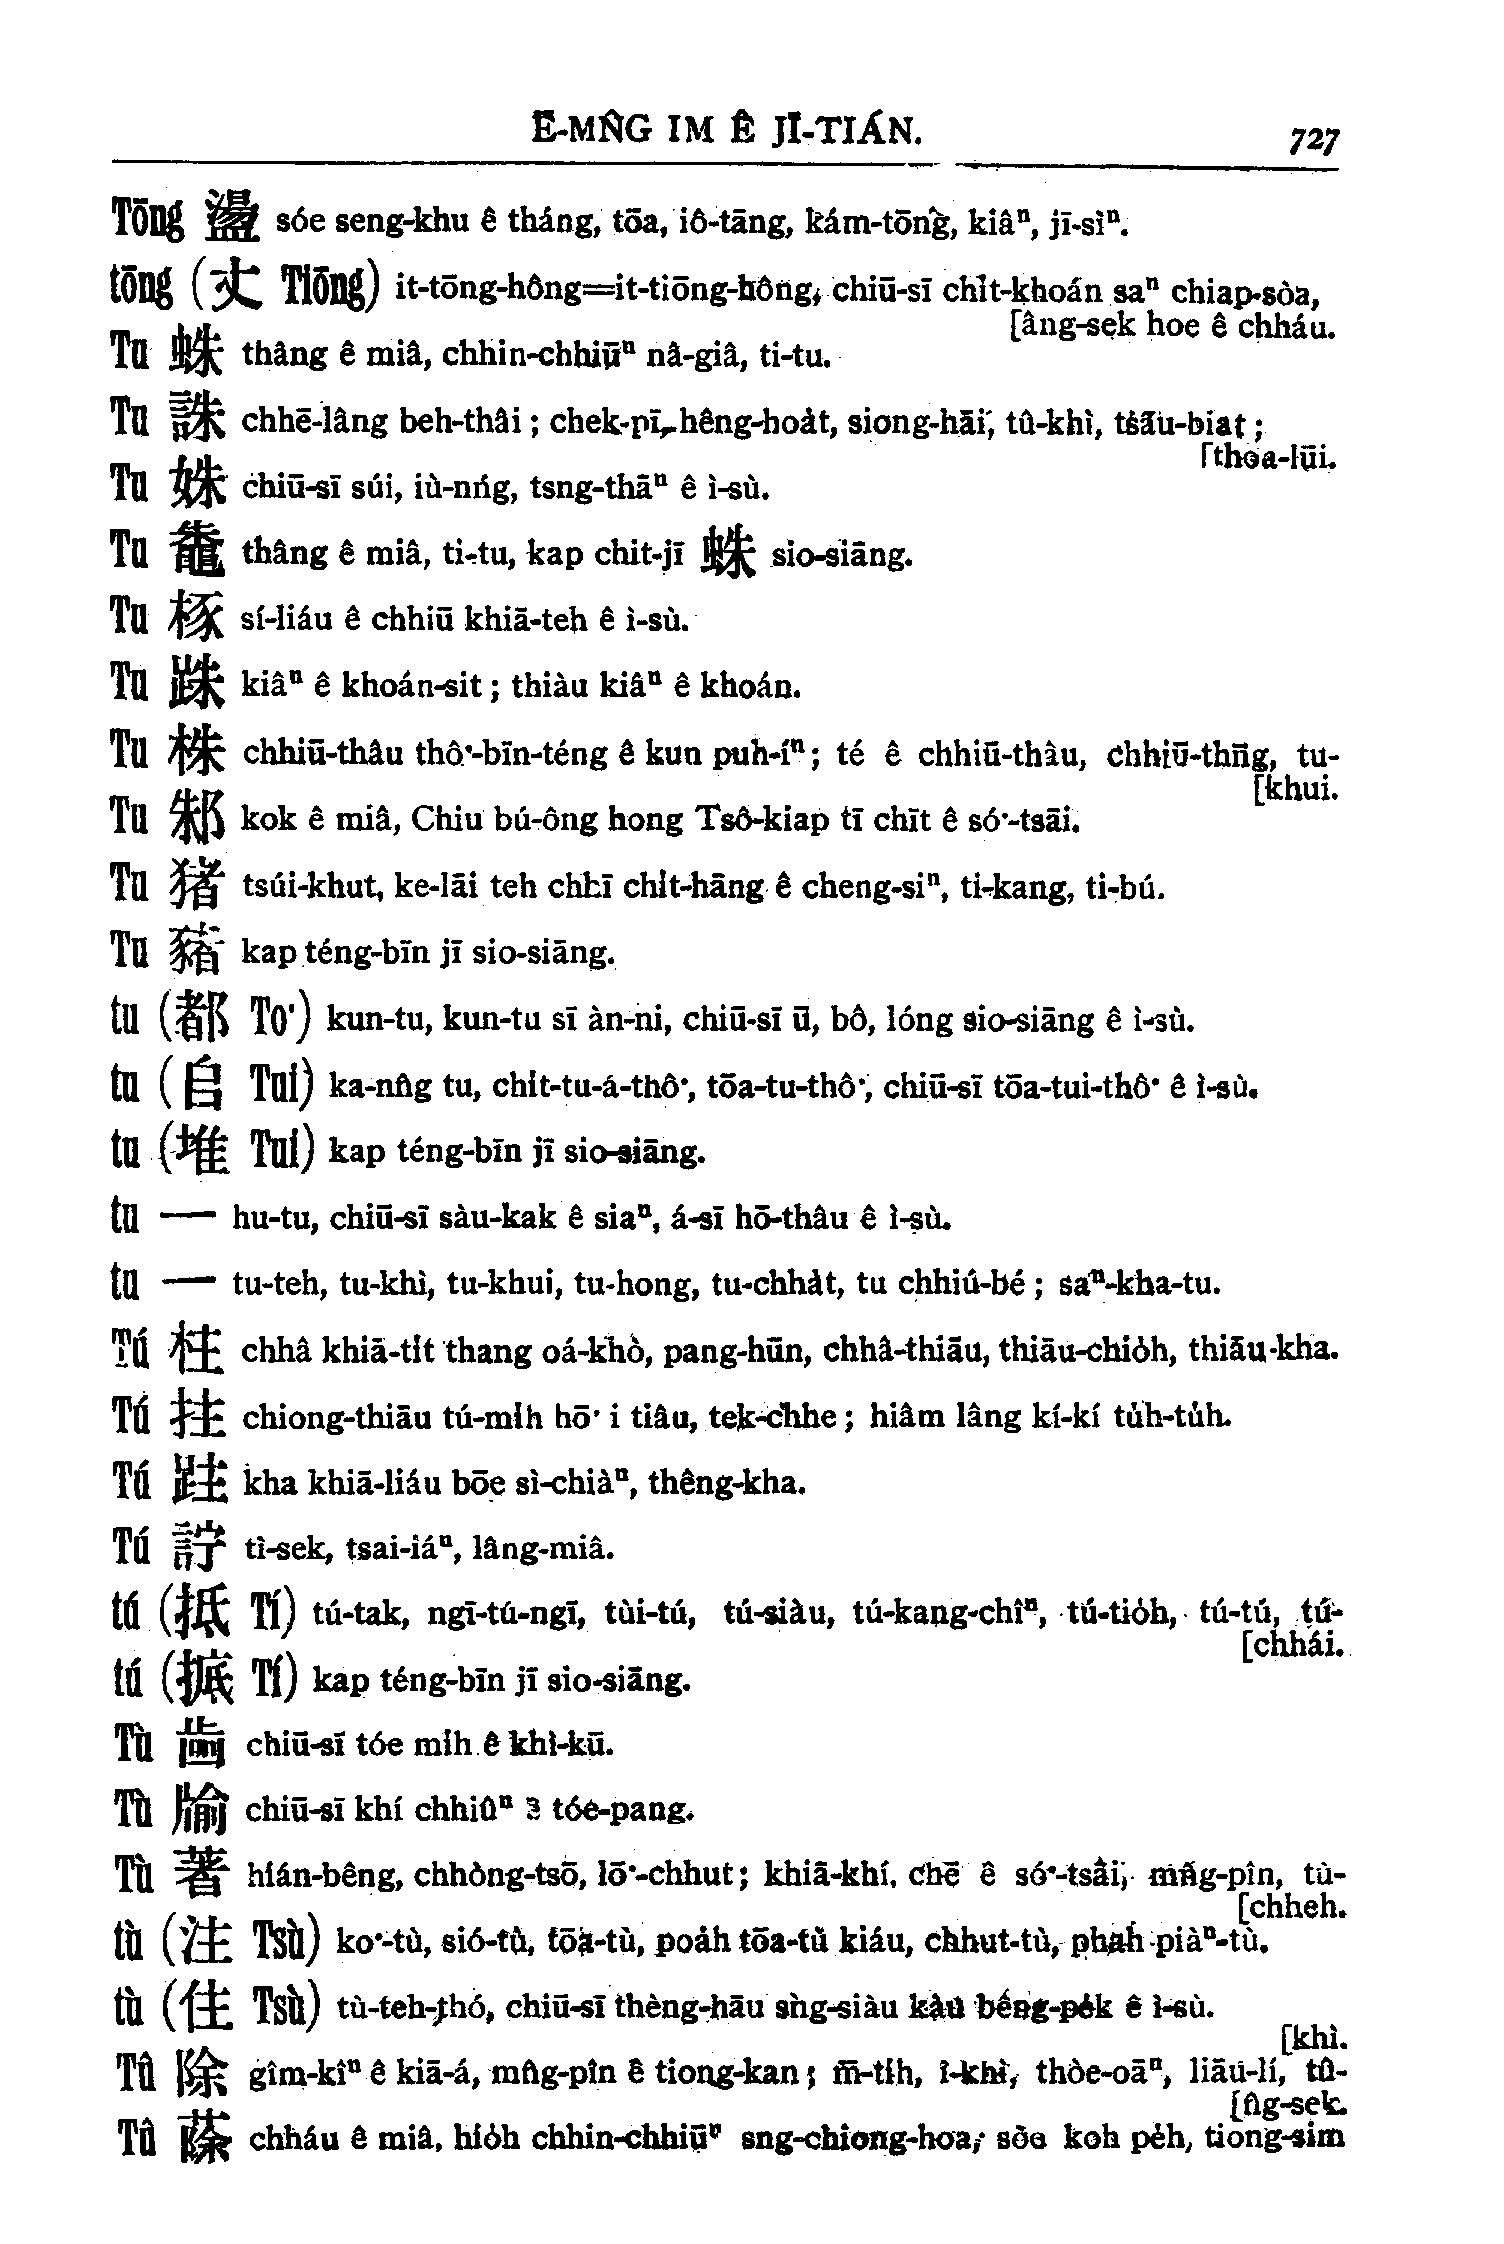 Ē-MN̂G IM Ê JĪ-TIÁN. 727
Tōng 盪 sóe seng-khu ê tháng, tōa, iô-tāng, kám-tōng, kiâⁿ, jī-sìⁿ.
tōng (丈 Tiōng) it-tōng-hông=it-tiōng-hông, chiū-sī chi̍t-khoán saⁿ chiap-sòa,
[âng-sek hoe ê chháu.
Tu 蛛 thâng ê miâ, chhin-chhiūⁿ nâ-giâ, ti-tu.
Tu 誅 chhē-lâng beh-thâi; chek-pī, hêng-hoa̍t, siong-hāi, tû-khì, tsāu-bia̍t;
[thoa-lūi.
Tu 姝 chiū-sī súi, iù-nńg, tsng-thāⁿ ê ì-sù.
Tu 鼄 thâng ê miâ, ti-tu, kap chit-jī 蛛 sio-siāng.
Tu 椓 sí-liáu ê chhiū khiā-teh ê ì-sù.
Tu 跦 kiâⁿ ê khoán-sit; thiàu kiâⁿ ê khoán.
Tu 株 chhiū-thâu thô͘-bīn-téng ê kun puh-íⁿ; té ê chhiū-thâu, chhiū-thn̄g, tu-
[khui.
Tu 邾 kok ê miâ, Chiu bú-ông hong Tsô-kiap tī chīt ê só͘-tsāi.
Tu 猪 tsúi-khut, ke-lāi teh chhī chi̍t-hāng ê cheng-siⁿ, ti-kang, ti-bú.
Tu 豬 kap téng-bīn jī sio-siāng.
tu (都 To͘) kun-tu, kun-tu sī àn-ni, chiū-sī ū, bô, lóng sio-siāng ê ì-sù.
tu (𠂤 Tui) ka-nn̂g tu, chi̍t-tu-á-thô͘, tōa-tu-thô͘, chiū-sī tōa-tui-thô͘ ê ì-sù.
tu (堆 Tui) kap téng-bīn jī sio-siāng.
tu — hu-tu, chiū-sī sàu-kak ê siaⁿ, á-sī hō-thâu ê ì-sù.
tu — tu-teh, tu-khì, tu-khui, tu-hong, tu-chha̍t, tu chhiú-bé; saⁿ-kha-tu.
Tú 柱 chhâ khiā-ti̍t thang oá-khò, pang-hūn, chhâ-thiāu, thiāu-chio̍h, thiāu-kha.
Tú 拄 chiong-thiāu tú-mi̍h hō͘ i tiâu, tek-chhe; hiâm lâng kí-kí tu̍h-tu̍h.
Tú 跓 kha khiā-liáu bōe sì-chiàⁿ, thêng-kha.
Tú 詝 tì-sek, tsai-iáⁿ, lâng-miâ.
tú (抵 Tí) tú-tak, ngī-tú-ngī, tùi-tú, tú-siàu, tú-kang-chîⁿ, tú-tio̍h, tú-tú, tú-
[chhái.
tú (掋 Tí) kap téng-bīn jī sio-siāng.
Tù chiū-sī tóe mi̍h ê khì-kū.
Tù 牏 chiū-sī khí chhiûⁿ ê tóe-pang.
Tù 著 hián-bêng, chhòng-tsō, lō͘-chhut; khiā-khí, chē ê só͘-tsāi, mn̂g-pîn, tù-
[chheh.
tù (注 Tsù) ko͘-tù, sió-tù, tōa-tù, poa̍h tōa-tù kiáu, chhut-tù, phah-piàⁿ-tù.
tù (住 Tsù) tù-teh-thó, chiū-sī thèng-hāu sǹg-siàu kàu bêng-pe̍k ê ì-sù.
[khì.
Tû 除 gîm-kîⁿ ê kiā-á, mn̂g-pîn ê tiong-kan; m̄-ti̍h, î-khì, thòe-oāⁿ, liāu-lí, tû-
[n̂g-sek.
Tû 蒢 chháu ê miâ, hio̍h chhin-chhiūⁿ sng-chiong-hoa, sòe koh pe̍h, tiong-sim